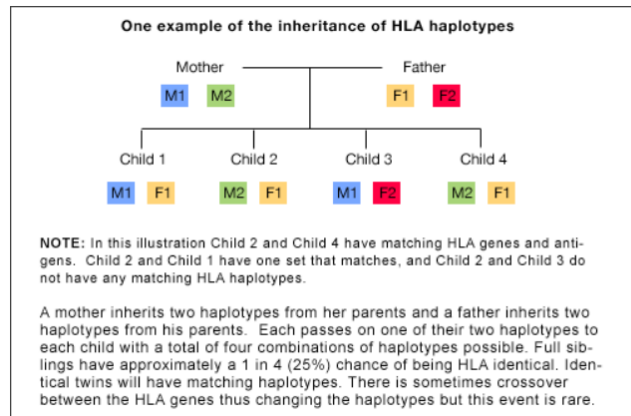 One example of the inheritance of HLA haplotypes
Mother Father
M1 M2 F1 F2
Child 1 Child 2 Child 3 Child 4
M1 F1 M2 F1 M1 F2 M2 F1
NOTE: In this illustration Child 2 and Child 4 have matching HLA genes and anti-
gens. Child 2 and Child 1 have one set that matches, and Child 2 and Child 3 do
not have any matching HLA haplotypes.
A mother inherits two haplotypes from her parents and a father inherits two
haplotypes from his parents. Each passes on one of their two haplotypes to
each child with a total of four combinations of haplotypes possible. Full sib-
lings have approximately a 1 in 4 (25%) chance of being HLA identical. Iden-
tical twins will have matching haplotypes. There is sometimes crossover
between the HLA genes thus changing the haplotypes but this event is rare.